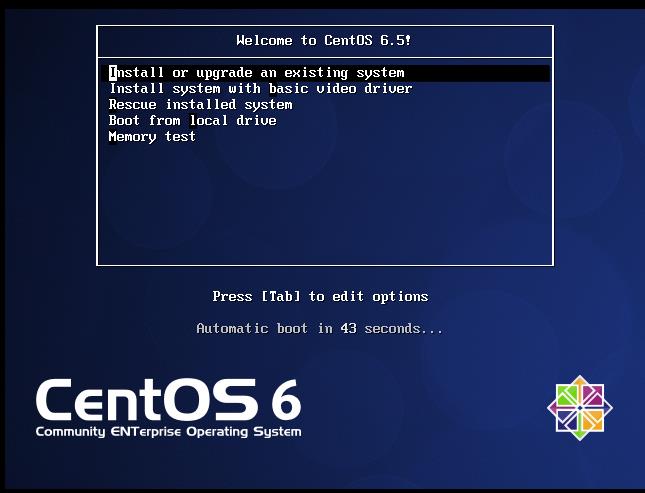 Welcome to CentOS 6.5!
Install or upgrade an existing system
Install system with basic video driver
Rescue installed system
Boot from local drive
Memory test
Press [Tab] to edit options
Automatic boot in 43 seconds...
CentOS 6
Community ENTerprise Operating System